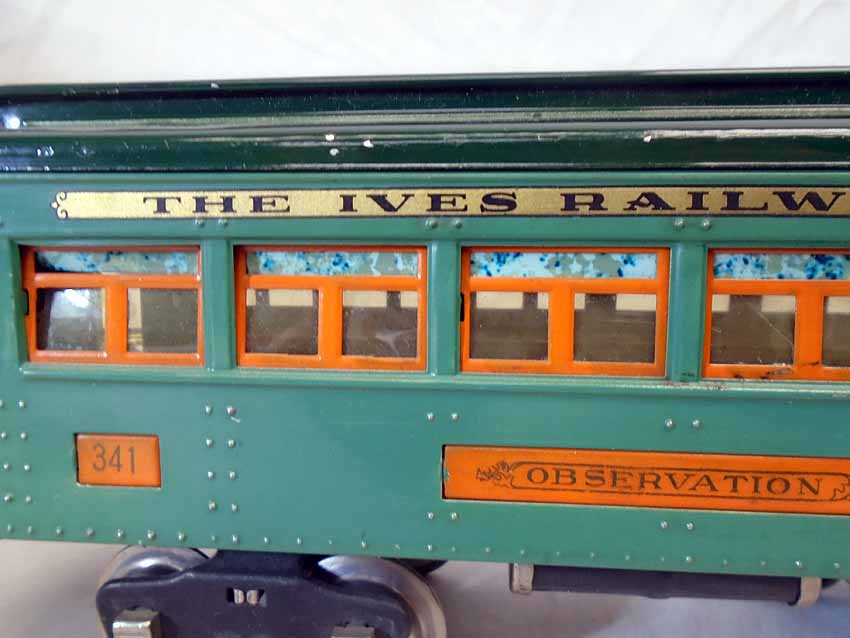 THE IVES RAILW
341
OBSERVATION